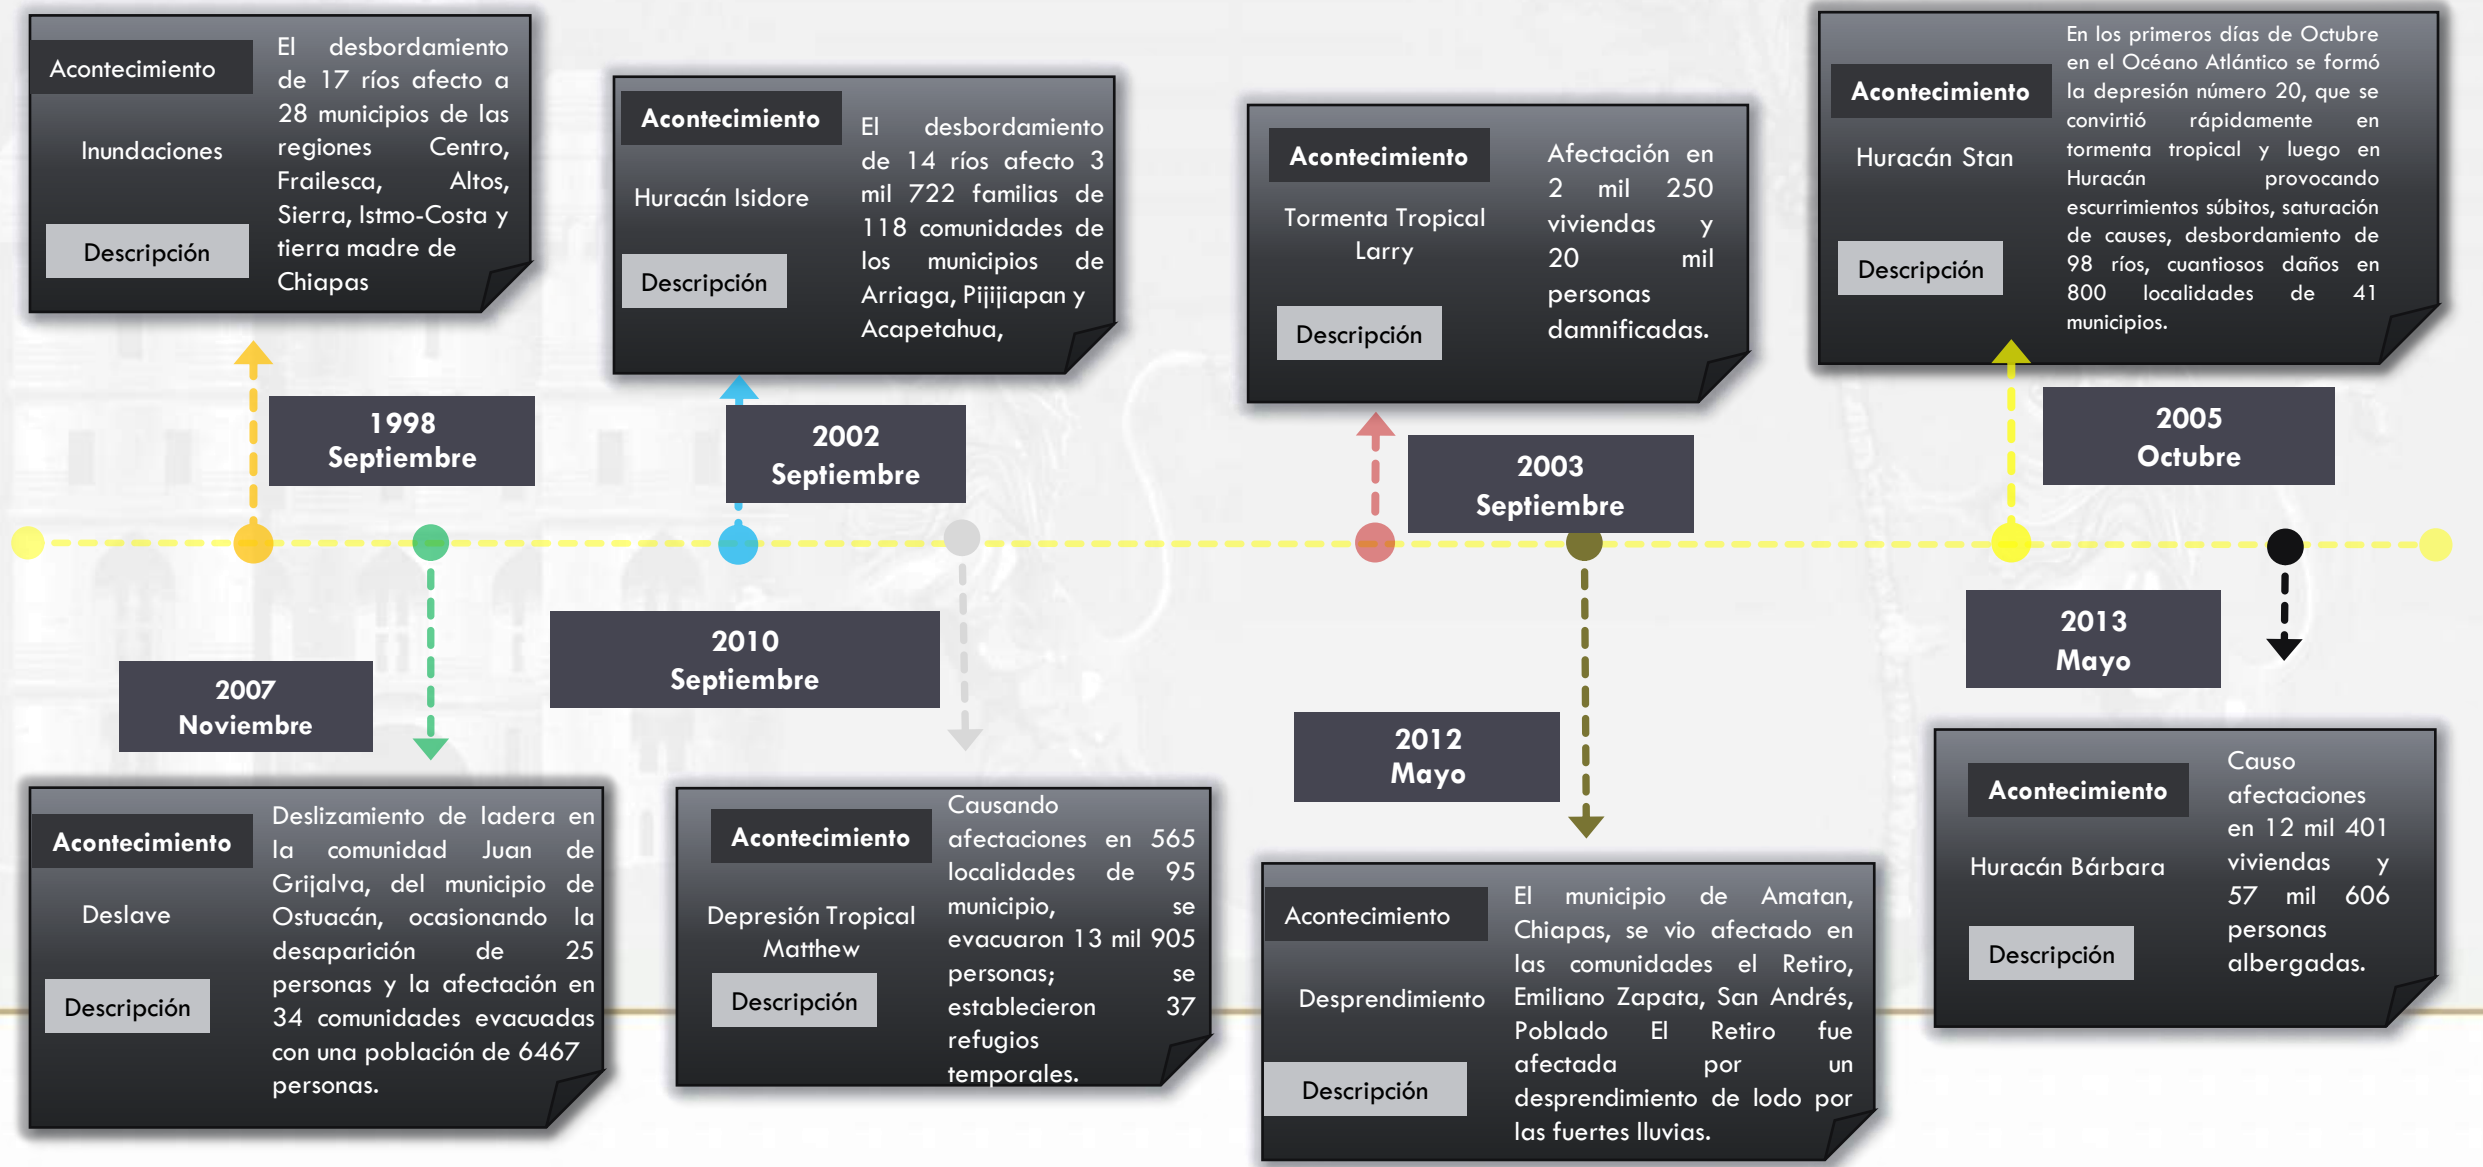 Acontecimiento
Inundaciones
Descripción
El desbordamiento
de 17 ríos afecto a
28 municipios de las
regiones Centro,
Frailesca, Altos,
Sierra, Istmo-Costa y
tierra madre de
Chiapas
1998
Septiembre
Acontecimiento
Huracán Isidore
Descripción
El desbordamiento
de 14 ríos afecto 3
mil 722 familias de
118 comunidades de
los municipios de
Arriaga, Pijijiapan y
Acapetahua,
2002
Septiembre
Acontecimiento
Tormenta Tropical
Larry
Descripción
Afectación en
2 mil 250
viviendas y
20 mil
personas
damnificadas.
2003
Septiembre
Acontecimiento
Huracán Stan
Descripción
En los primeros días de Octubre
en el Océano Atlántico se formó
la depresión número 20, que se
convirtió rápidamente en
tormenta tropical y luego en
Huracán provocando
escurrimientos súbitos, saturación
de causes, desbordamiento de
98 ríos, cuantiosos daños en
800 localidades de 41
municipios.
2005
Octubre
2007
Noviembre
Acontecimiento
Deslave
Descripción
Deslizamiento de ladera en
la comunidad Juan de
Grijalva, del municipio de
Ostuacán, ocasionando la
desaparición de 25
personas y la afectación en
34 comunidades evacuadas
con una población de 6467
personas.
2010
Septiembre
Acontecimiento
Depresión Tropical
Matthew
Descripción
Causando
afectaciones en 565
localidades de 95
municipio, se
evacuaron 13 mil 905
personas; se
establecieron 37
refugios
temporales.
2012
Mayo
Acontecimiento
Desprendimiento
Descripción
El municipio de Amatan,
Chiapas, se vio afectado en
las comunidades el Retiro,
Emiliano Zapata, San Andrés,
Poblado El Retiro fue
afectada por un
desprendimiento de lodo por
las fuertes lluvias.
2013
Mayo
Acontecimiento
Huracán Bárbara
Descripción
Causo
afectaciones
en 12 mil 401
viviendas y
57 mil 606
personas
albergadas.